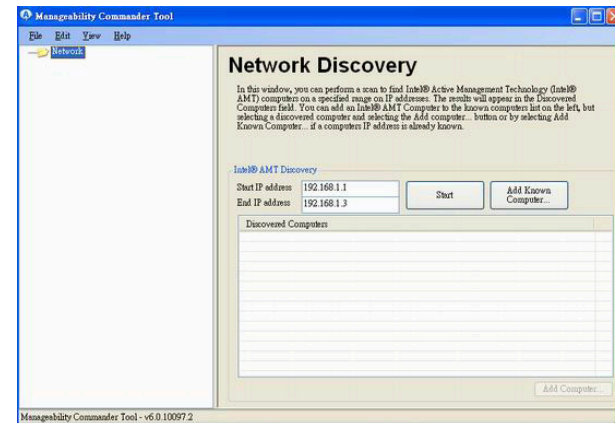 Manageability Commander Tool
File Edit View Help
Network
Network Discovery
In this window, you can perform a scan to find Intel® Active Management Technology (Intel®
AMT) computers on a specified range on IP addresses. The results will appear in the Discovered
Computers field. You can add an Intel® AMT Computer to the known computers list on the left, but
selecting a discovered computer and selecting the Add computer... button or by selecting Add
Known Computer... if a computers IP address is already known.
Intel® AMT Discovery
Start IP address 192.168.1.1
End IP address 192.168.1.3
Start
Add Known
Computer...
Discovered Computers
Add Computer...
Manageability Commander Tool - v6.0.10097.2